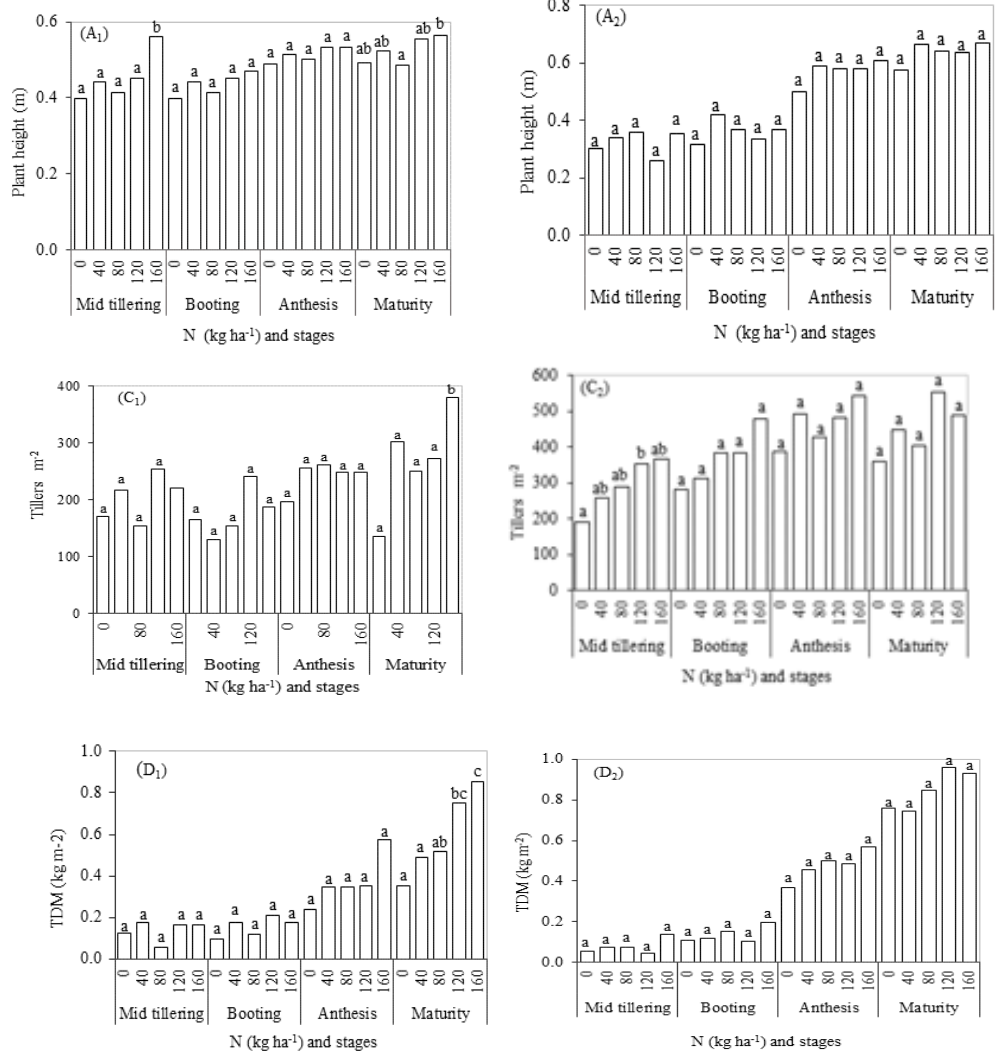 (A1)
0.6
0.4
0.2
0.0
Plant height (m)
a a a a b a a a a a a a a a a ab ab a ab b
0 40 80 120 160 0 40 80 120 160 0 40 80 120 160 0 40 80 120 160
Mid tillering Booting Anthesis Maturity
N (kg ha-1) and stages
(A2)
0.8
0.6
0.4
0.2
0.0
Plant height (m)
a a a a a a a a a a a a a a a a a a a a
0 40 80 120 160 0 40 80 120 160 0 40 80 120 160 0 40 80 120 160
Mid tillering Booting Anthesis Maturity
N (kg ha-1) and stages
(C1)
400
300
200
100
0
Tillers m-2
a a a a a a a a a a a a a a a a a a b
0 80 160 40 120 0 80 160 40 120
Mid tillering Booting Anthesis Maturity
N (kg ha-1) and stages
(C2)
600
500
400
300
200
100
0
Tillers m-2
a ab ab b ab a a a a a a a a a a a a a a a
0 40 80 120 160 0 40 80 120 160 0 40 80 120 160 0 40 80 120 160
Mid tillering Booting Anthesis Maturity
N (kg ha-1) and stages
(D1)
1.0
0.8
0.6
0.4
0.2
0.0
TDM (kg m-2)
a a a a a a a a a a a a a a a a a ab bc c
0 40 80 120 160 0 40 80 120 160 0 40 80 120 160 0 40 80 120 160
Mid tillering Booting Anthesis Maturity
N (kg ha-1) and stages
(D2)
1.0
0.8
0.6
0.4
0.2
0.0
TDM (kg m-2)
a a a a a a a a a a a a a a a a a a a a
0 40 80 120 160 0 40 80 120 160 0 40 80 120 160 0 40 80 120 160
Mid tillering Booting Anthesis Maturity
N (kg ha-1) and stages